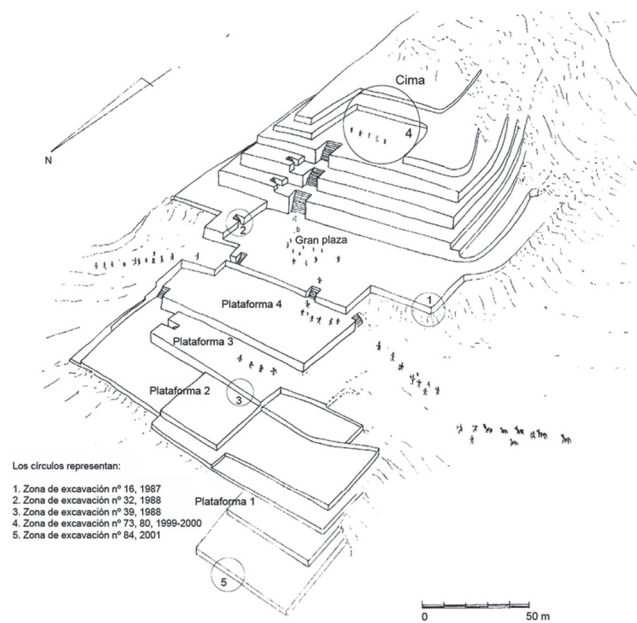 Cima
4
N
2
Gran plaza
Plataforma 4
1
Plataforma 3
Plataforma 2
3
Los círculos representan:
1. Zona de excavación nº 16, 1987
2. Zona de excavación nº 32, 1988
3. Zona de excavación nº 39, 1988
4. Zona de excavación nº 73, 80, 1999-2000
5. Zona de excavación nº 84, 2001
Plataforma 1
5
0 50 m